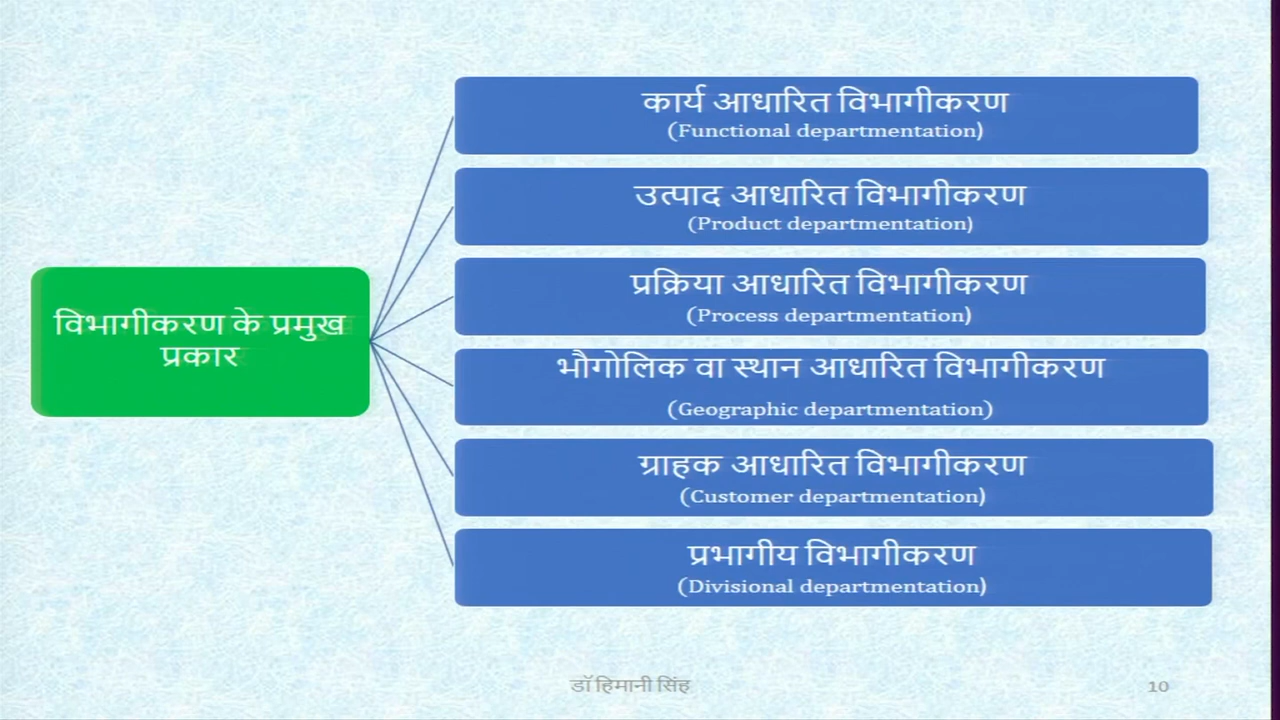 विभागीकरण के प्रमुख
प्रकार
कार्य आधारित विभागीकरण
(Functional departmentation)
उत्पाद आधारित विभागीकरण
(Product departmentation)
प्रक्रिया आधारित विभागीकरण
(Process departmentation)
भौगोलिक वा स्थान आधारित विभागीकरण
(Geographic departmentation)
ग्राहक आधारित विभागीकरण
(Customer departmentation)
प्रभागीय विभागीकरण
(Divisional departmentation)
डॉ हिमानी सिंह
10